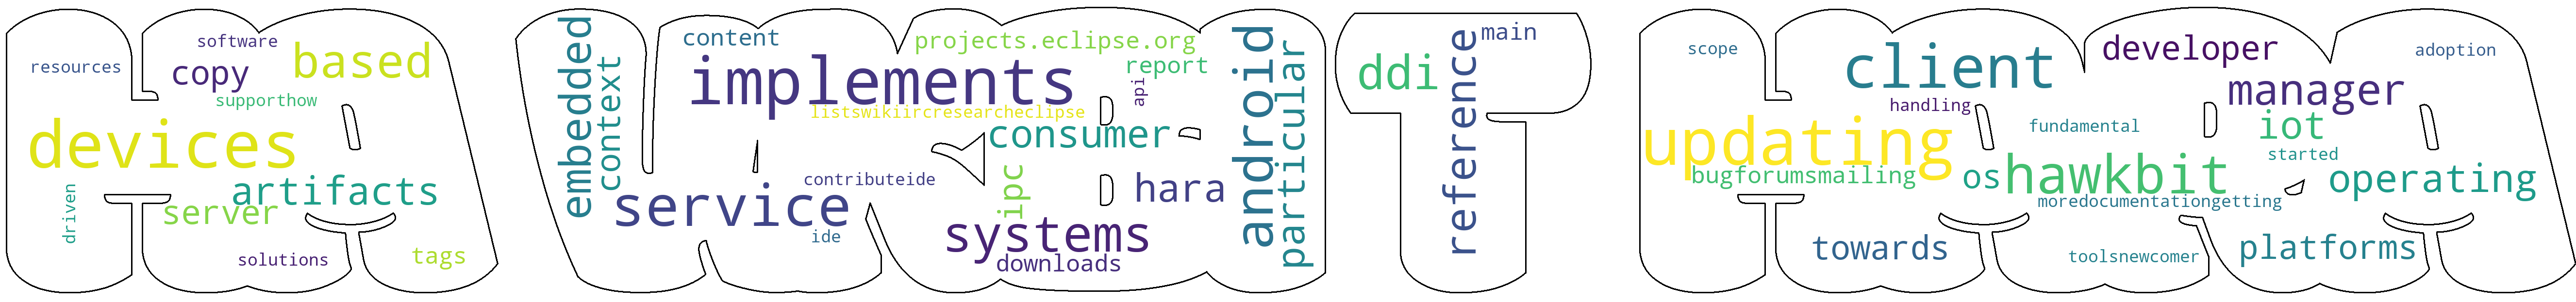 software
resources
copy
based
supporthow
devices
artifacts
driven
server
solutions
tags
embedded
context
content
implements
projects.eclipse.org
report
api
listswikiircresearcheclipse
consumer
contributeide
service
ipc
hara
ide
systems
downloads
android
particular
ddi
reference
main
scope
client
developer
adoption
handling
manager
updating
fundamental
iot
started
bugforumsmailing
os
hawkbit
operating
moredocumentationgetting
towards
toolsnewcomer
platforms